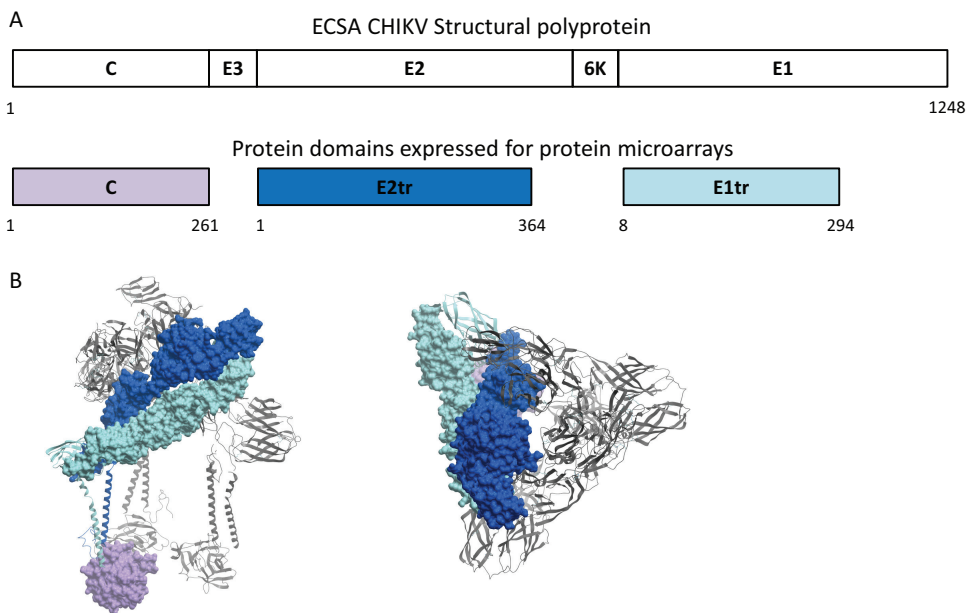 A
ECSA CHIKV Structural polyprotein
C E3 E2 6K E1
1 1248
Protein domains expressed for protein microarrays
C E2tr E1tr
1 261 1 364 8 294
B